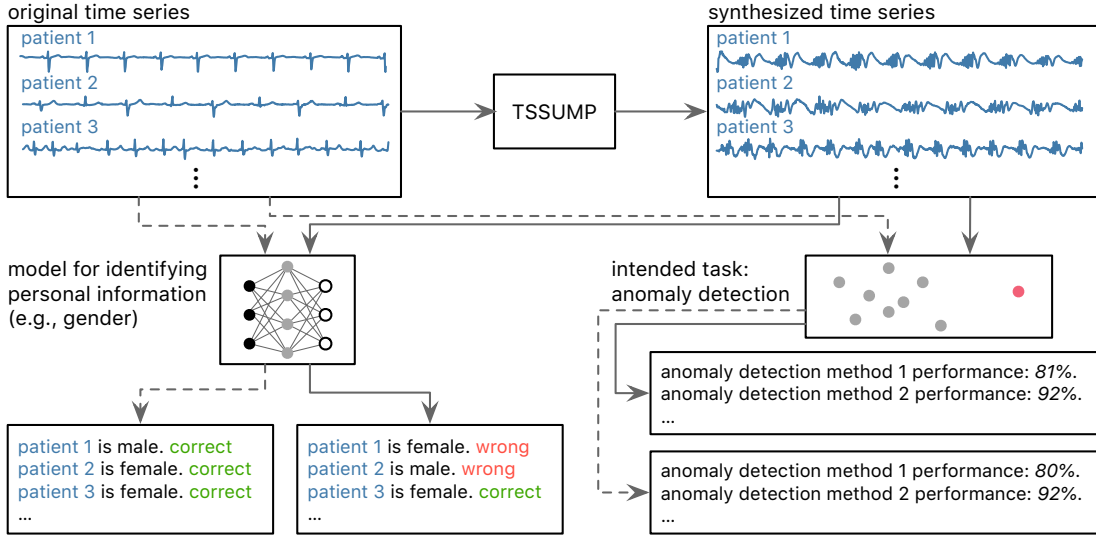 original time series
synthesized time series
patient 1
patient 2
patient 3
⋮
TSSUMP
patient 1
patient 2
patient 3
⋮
model for identifying
personal information
(e.g., gender)
intended task:
anomaly detection
anomaly detection method 1 performance: 81%.
anomaly detection method 2 performance: 92%.
...
patient 1 is male. correct
patient 2 is female. correct
patient 3 is female. correct
...
patient 1 is female. wrong
patient 2 is male. wrong
patient 3 is female. correct
...
anomaly detection method 1 performance: 80%.
anomaly detection method 2 performance: 92%.
...